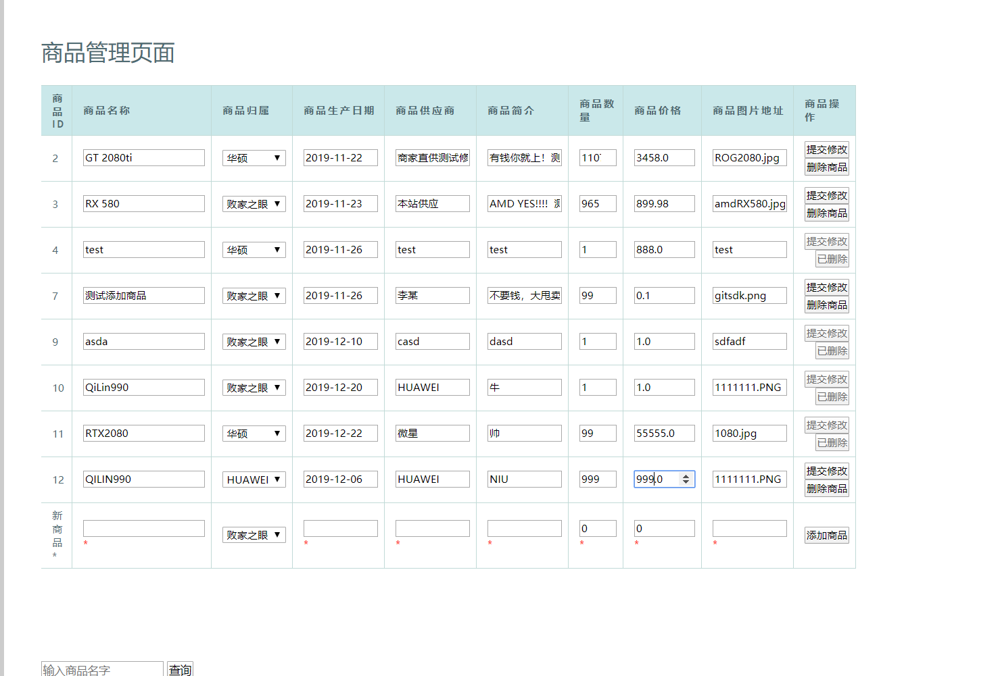 商品管理页面
商品ID 商品名称 商品归属 商品生产日期 商品供应商 商品简介 商品数量 商品价格 商品图片地址 商品操作
2 GT 2080ti 华硕 2019-11-22 商家直供测试修 有钱你就上！测 110 3458.0 ROG2080.jpg 提交修改
删除商品
3 RX 580 败家之眼 2019-11-23 本站供应 AMD YES!!!! 965 899.98 amdRX580.jpg 提交修改
删除商品
4 test 华硕 2019-11-26 test test 1 888.0 test 提交修改
已删除
7 测试添加商品 败家之眼 2019-11-26 李某 不要钱，大甩卖 99 0.1 gitsdk.png 提交修改
删除商品
9 asda 败家之眼 2019-12-10 casd dasd 1 1.0 sdfadf 提交修改
已删除
10 QiLin990 败家之眼 2019-12-20 HUAWEI 牛 1 1.0 1111111.PNG 提交修改
已删除
11 RTX2080 华硕 2019-12-22 微星 帅 99 55555.0 1080.jpg 提交修改
已删除
12 QILIN990 HUAWEI 2019-12-06 HUAWEI NIU 999 999.0 1111111.PNG 提交修改
删除商品
新商品* 败家之眼 0 0 添加商品
* * * * * * *
输入商品名字 查询